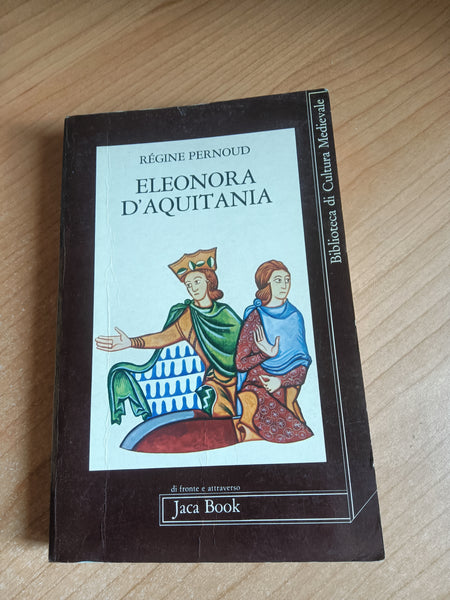 RÉGINE PERNOUD
ELEONORA
D'AQUITANIA
Biblioteca di Cultura Medievale
di fronte e attraverso
Jaca Book